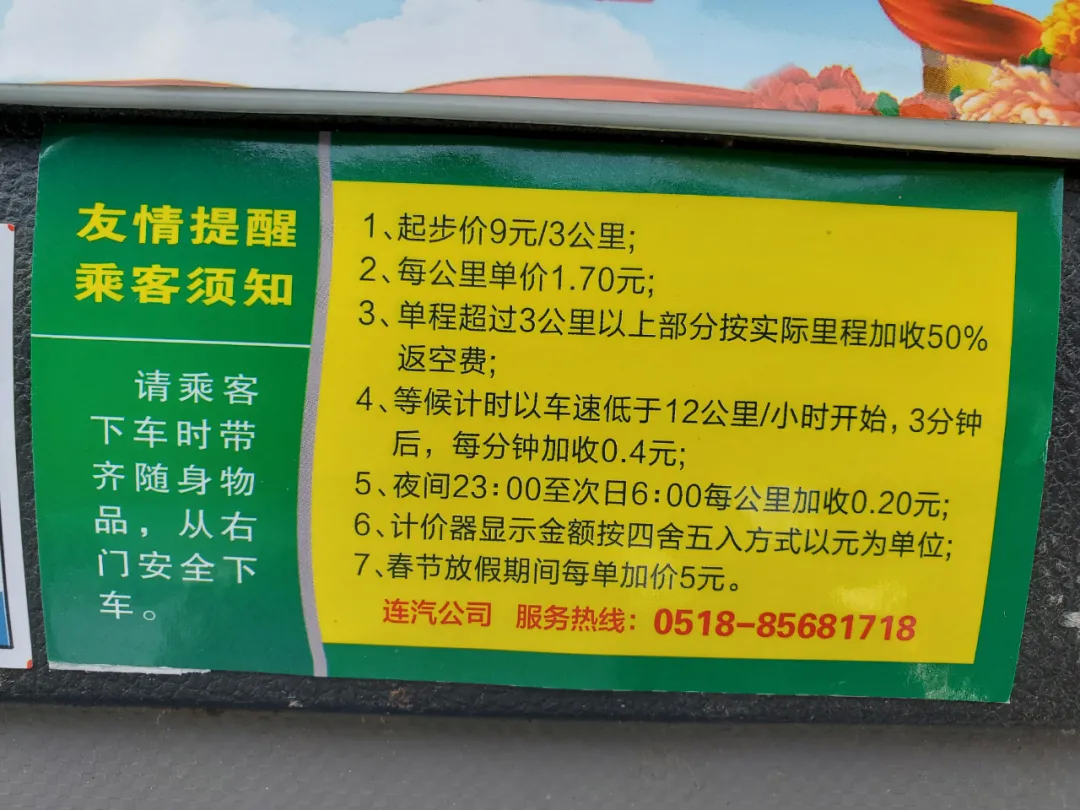 友情提醒
乘客须知
请乘客
下车时带
齐随身物
品，从右
门安全下
车。
1、起步价9元/3公里;
2、每公里单价1.70元;
3、单程超过3公里以上部分按实际里程加收50%
返空费;
4、等候计时以车速低于12公里/小时开始，3分钟
后，每分钟加收0.4元;
5、夜间23:00至次日6:00每公里加收0.20元;
6、计价器显示金额按四舍五入方式以元为单位;
7、春节放假期间每单加价5元。
连汽公司 服务热线：0518-85681718